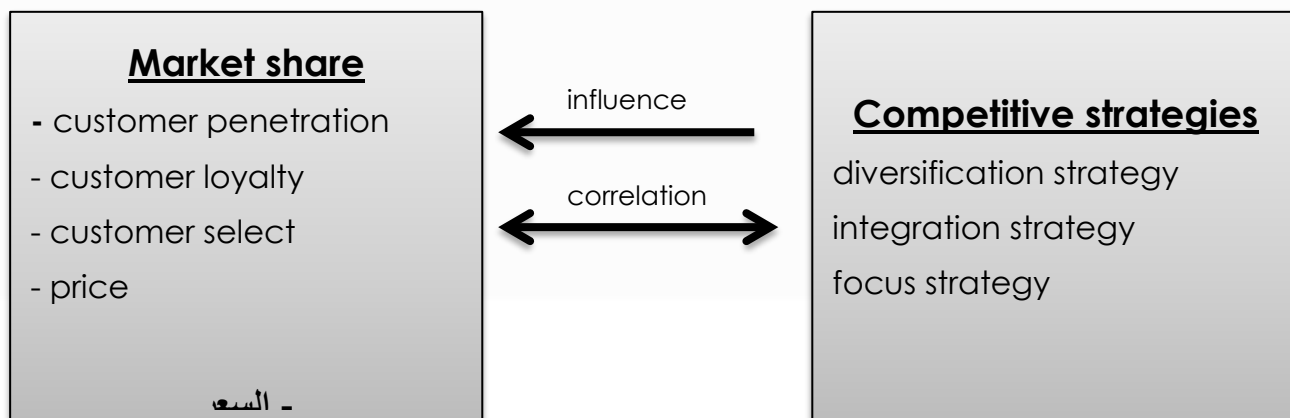 Market share
- customer penetration
- customer loyalty
- customer select
- price
- السعر
influence
correlation
Competitive strategies
diversification strategy
integration strategy
focus strategy